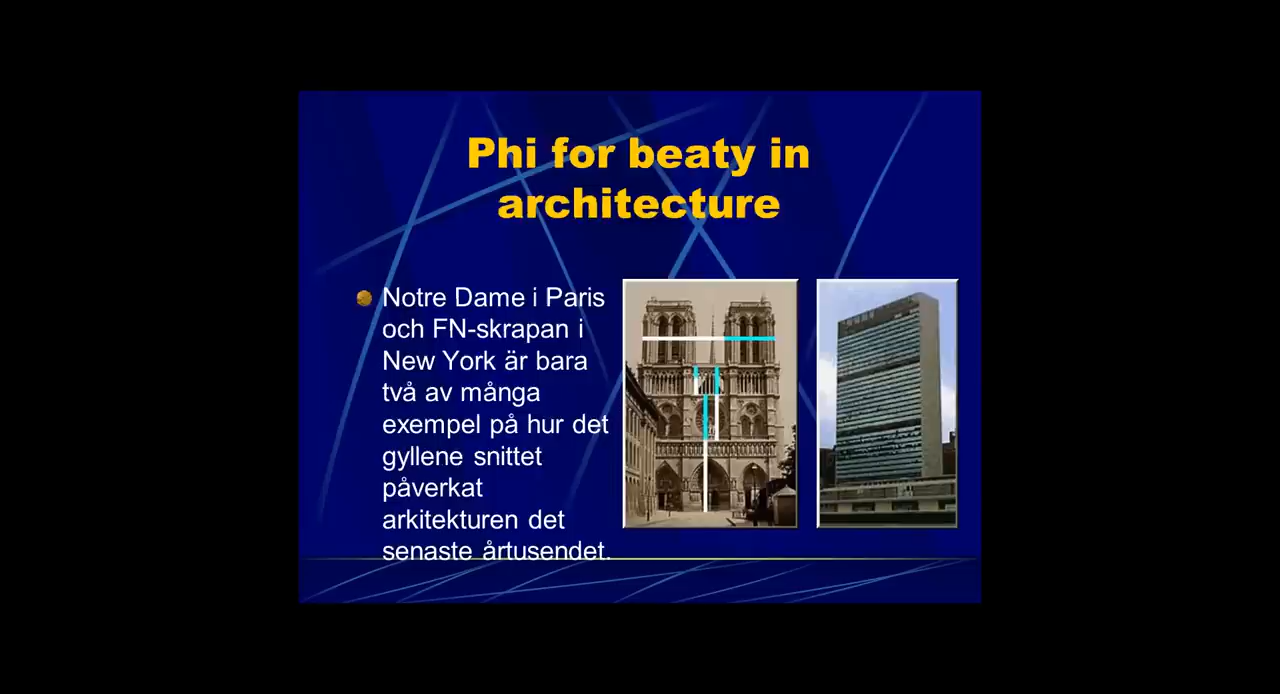 Phi for beaty in
architecture
Notre Dame i Paris
och FN-skrapan i
New York är bara
två av många
exempel på hur det
gyllene snittet
påverkat
arkitekturen det
senaste årtusendet.